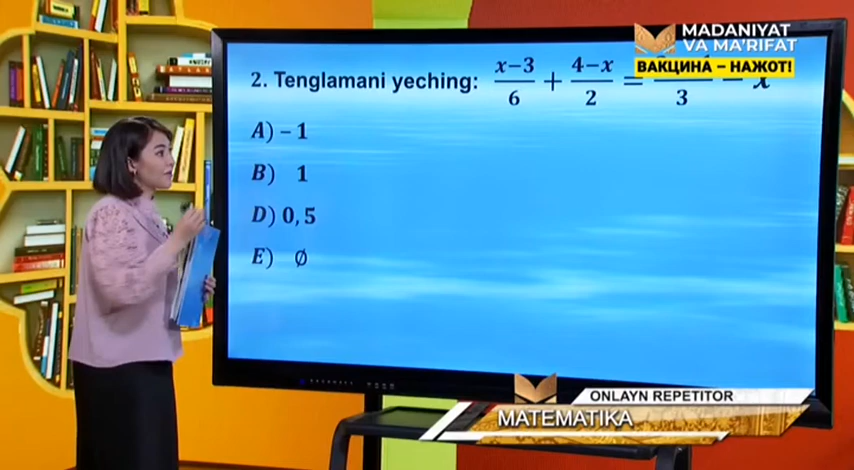 MADANIYAT
VA MA'RIFAT
ВАКЦИНА – НАЖОТ!
2. Tenglamani yeching: x−3/6 + 4−x/2 = /3 − x
A) − 1
B) 1
D) 0, 5
E) ∅
ONLAYN REPETITOR
MATEMATIKA